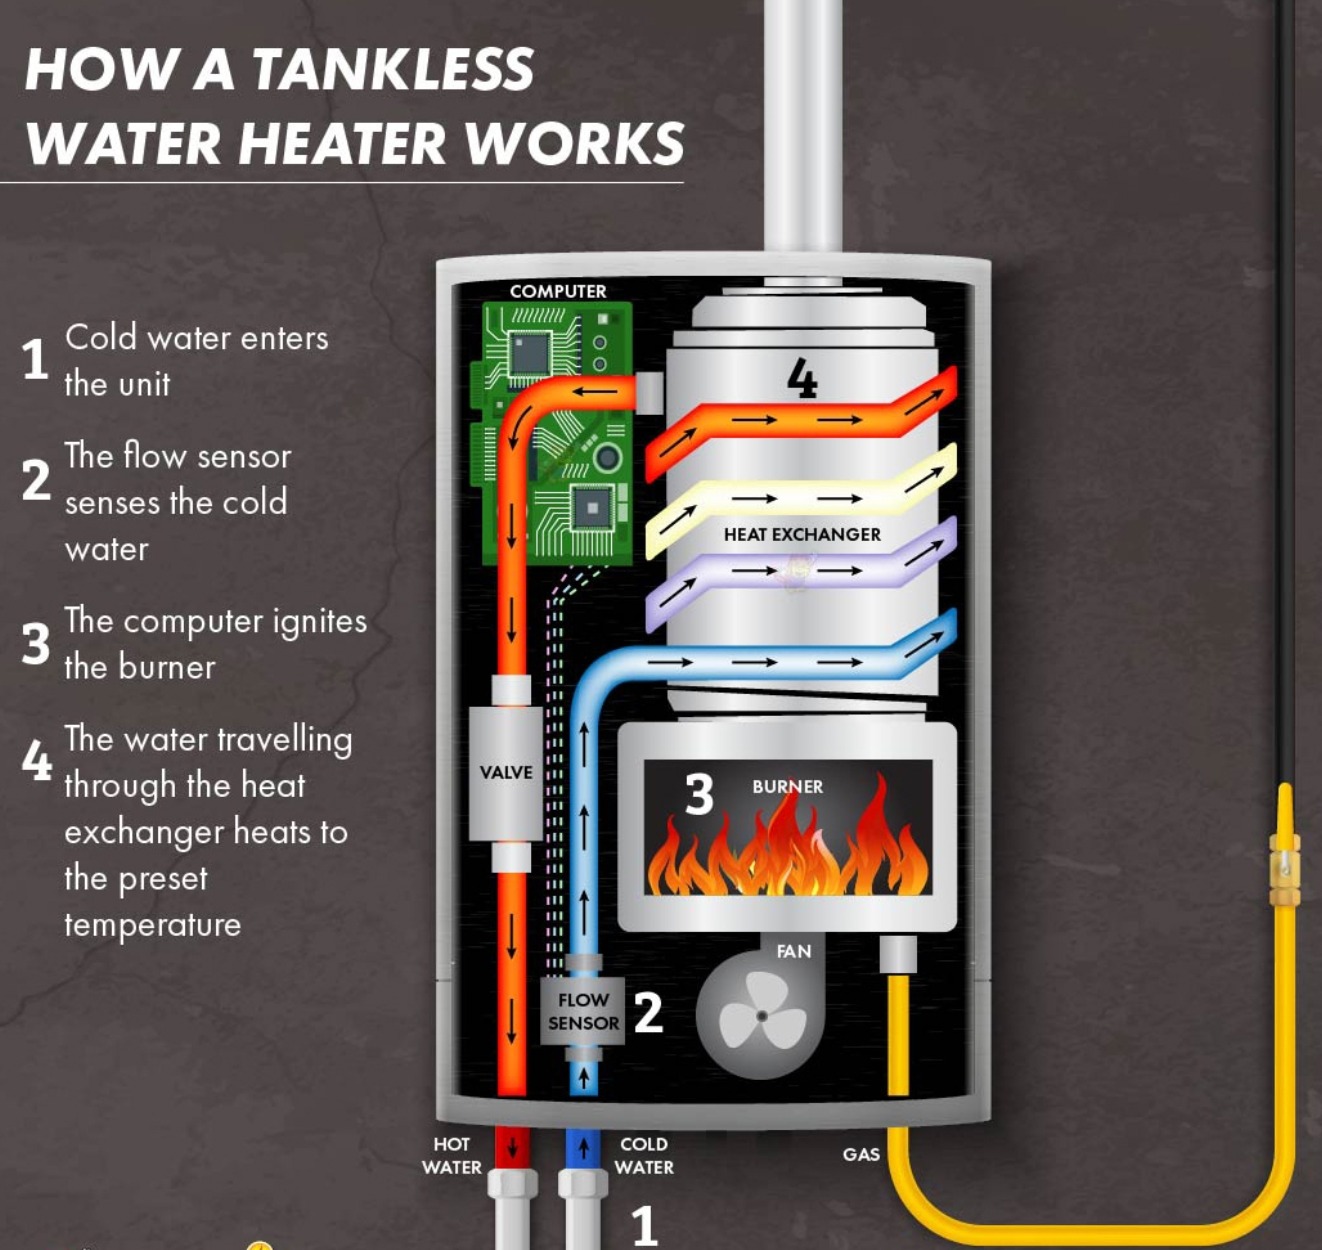 HOW A TANKLESS
WATER HEATER WORKS
1
Cold water enters
the unit
2
The flow sensor
senses the cold
water
3
The computer ignites
the burner
4
The water travelling
through the heat
exchanger heats to
the preset
temperature
COMPUTER
4
HEAT EXCHANGER
VALVE
3
BURNER
FAN
FLOW
SENSOR
2
HOT
WATER
COLD
WATER
GAS
1